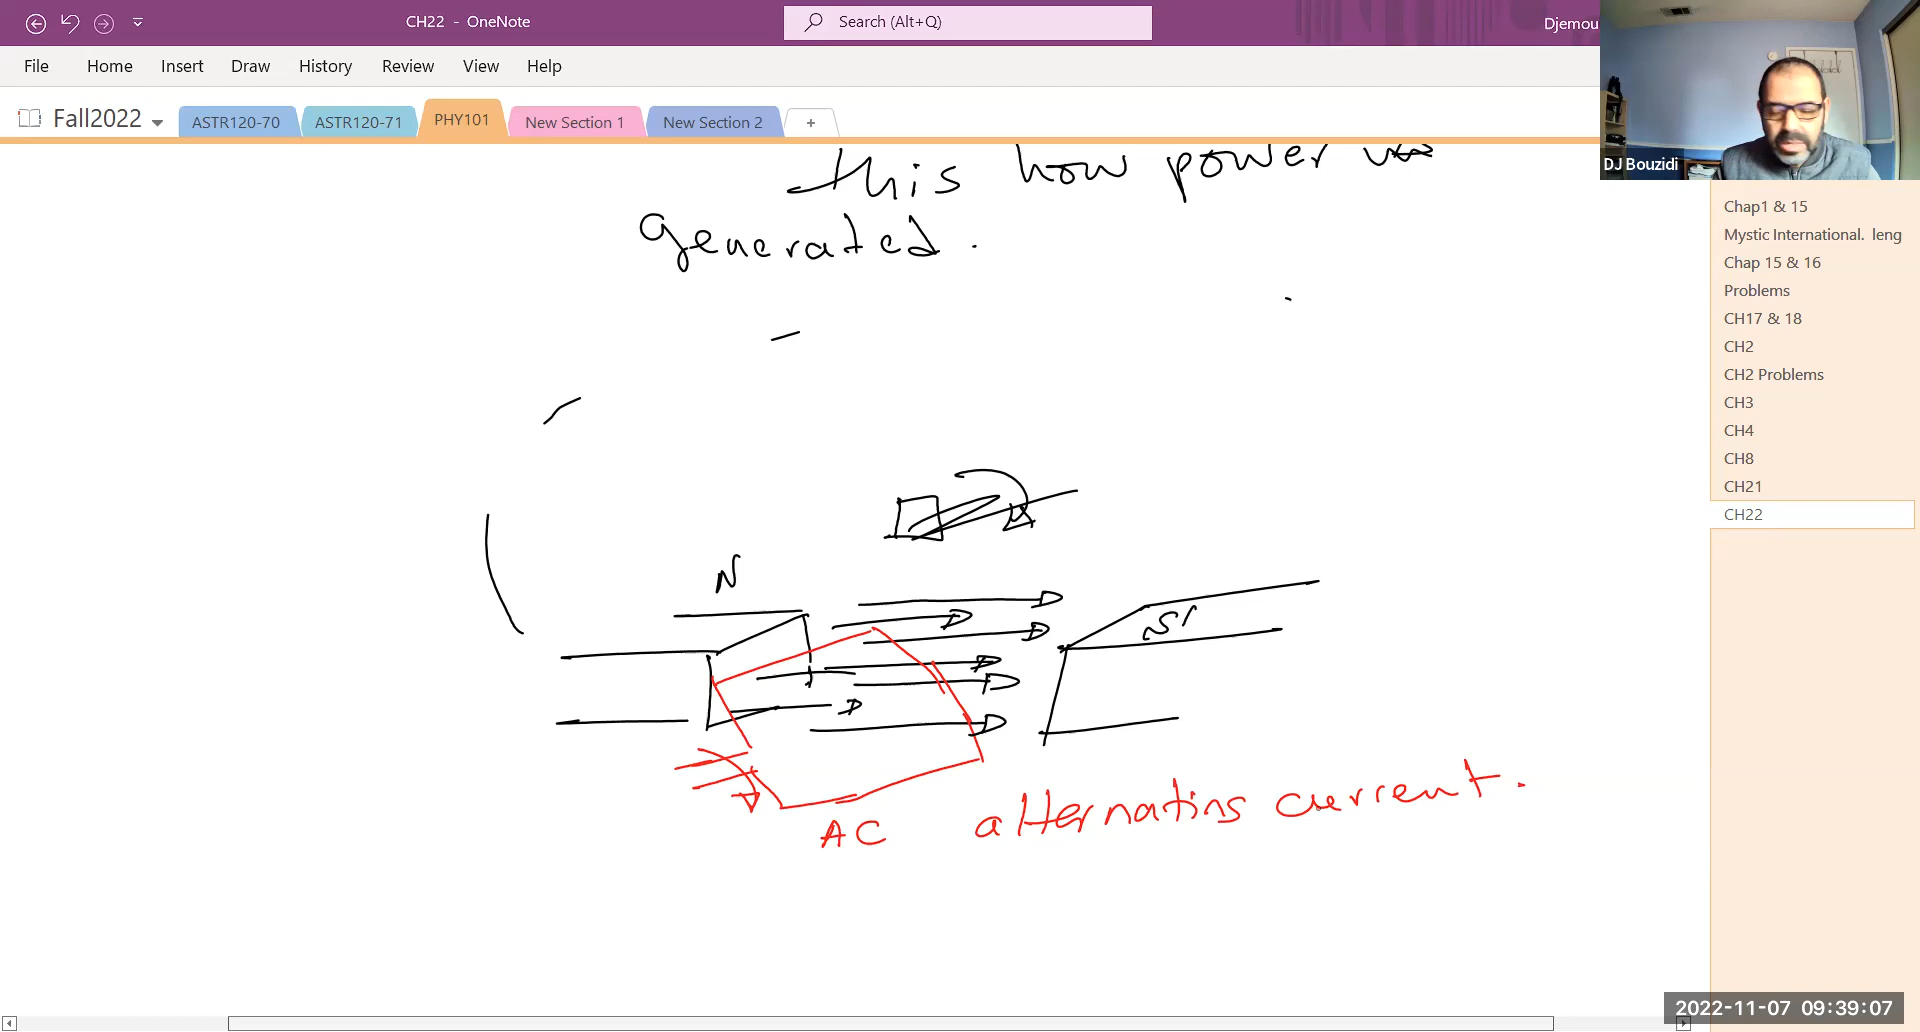 CH22 - OneNote
Search (Alt+Q)
Djemou
File Home Insert Draw History Review View Help
Fall2022
ASTR120-70 ASTR120-71 PHY101 New Section 1 New Section 2 +
DJ Bouzidi
this how power
generated.
Chap1 & 15
Mystic International. leng
Chap 15 & 16
Problems
CH17 & 18
CH2
CH2 Problems
CH3
CH4
CH8
CH21
CH22
N
S
AC alternating current.
2022-11-07 09:39:07